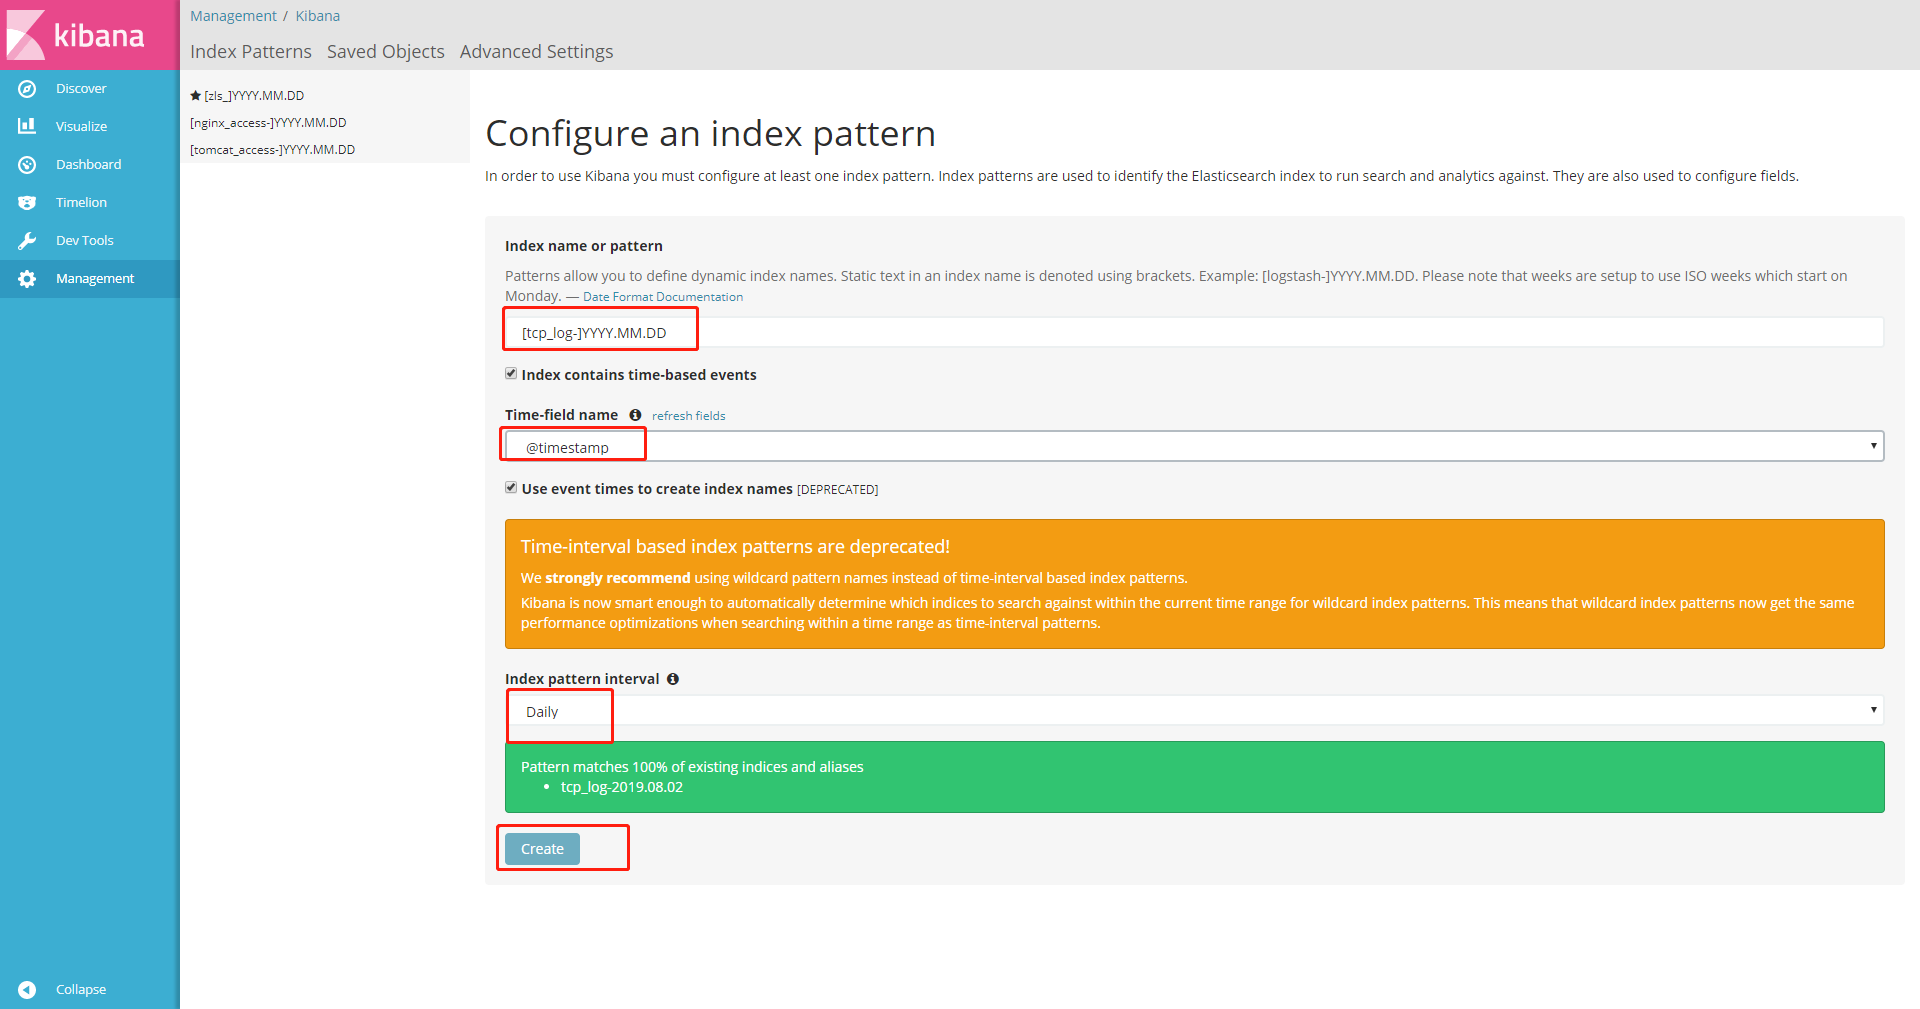 kibana
Discover
Visualize
Dashboard
Timelion
Dev Tools
Management
Collapse
Management / Kibana
Index Patterns Saved Objects Advanced Settings
[zls_]YYYY.MM.DD
[nginx_access-]YYYY.MM.DD
[tomcat_access-]YYYY.MM.DD
Configure an index pattern
In order to use Kibana you must configure at least one index pattern. Index patterns are used to identify the Elasticsearch index to run search and analytics against. They are also used to configure fields.
Index name or pattern
Patterns allow you to define dynamic index names. Static text in an index name is denoted using brackets. Example: [logstash-]YYYY.MM.DD. Please note that weeks are setup to use ISO weeks which start on
Monday. — Date Format Documentation
[tcp_log-]YYYY.MM.DD
Index contains time-based events
Time-field name refresh fields
@timestamp
Use event times to create index names [DEPRECATED]
Time-interval based index patterns are deprecated!
We strongly recommend using wildcard pattern names instead of time-interval based index patterns.
Kibana is now smart enough to automatically determine which indices to search against within the current time range for wildcard index patterns. This means that wildcard index patterns now get the same
performance optimizations when searching within a time range as time-interval patterns.
Index pattern interval
Daily
Pattern matches 100% of existing indices and aliases
• tcp_log-2019.08.02
Create